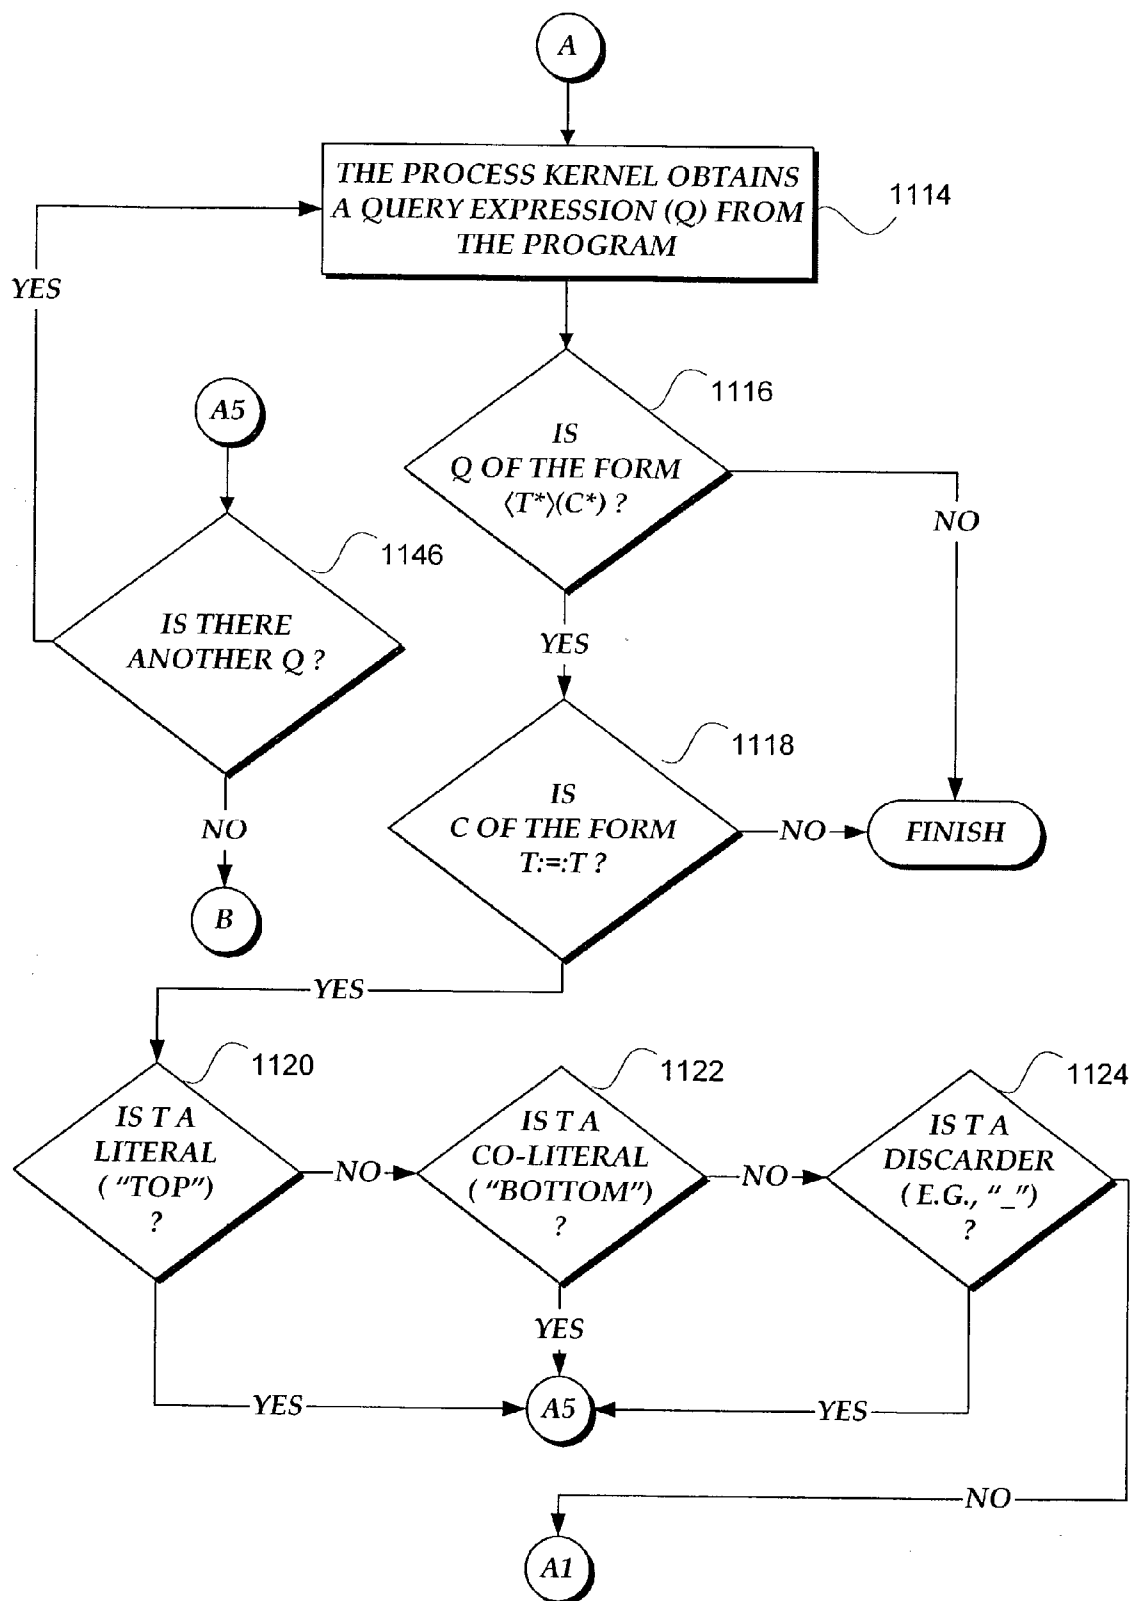 A
THE PROCESS KERNEL OBTAINS
A QUERY EXPRESSION (Q) FROM
THE PROGRAM
1114
YES
1116
IS
Q OF THE FORM
⟨T*⟩(C*) ?
NO
A5
1146
IS THERE
ANOTHER Q ?
YES
1118
IS
C OF THE FORM
T:=:T ?
NO
FINISH
NO
B
YES
1120
IS T A
LITERAL
( “TOP”)
?
NO
1122
IS T A
CO-LITERAL
( “BOTTOM”)
?
NO
1124
IS T A
DISCARDER
( E.G., “_”)
?
YES
YES
A5
YES
NO
A1